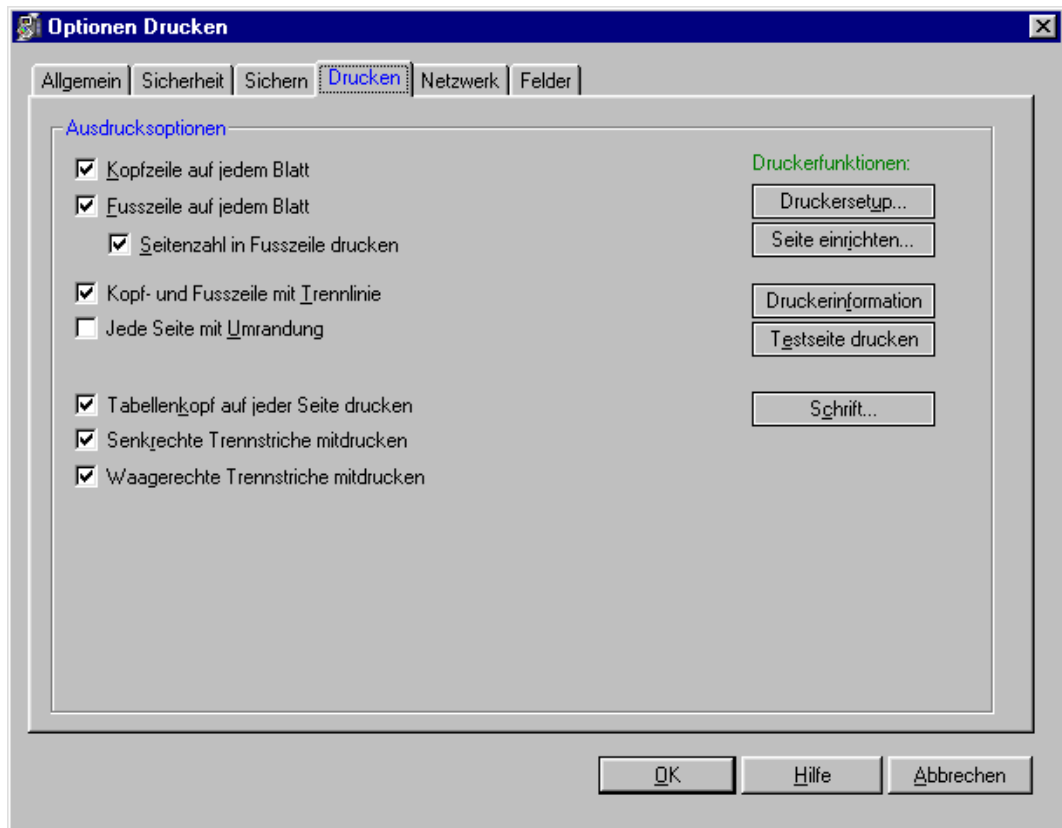 Optionen Drucken
Allgemein Sicherheit Sichern Drucken Netzwerk Felder
Ausdrucksoptionen
Kopfzeile auf jedem Blatt
Fusszeile auf jedem Blatt
Seitenzahl in Fusszeile drucken
Kopf- und Fusszeile mit Trennlinie
Jede Seite mit Umrandung
Tabellenkopf auf jeder Seite drucken
Senkrechte Trennstriche mitdrucken
Waagerechte Trennstriche mitdrucken
Druckerfunktionen:
Druckersetup...
Seite einrichten...
Druckerinformation
Testseite drucken
Schrift...
OK Hilfe Abbrechen